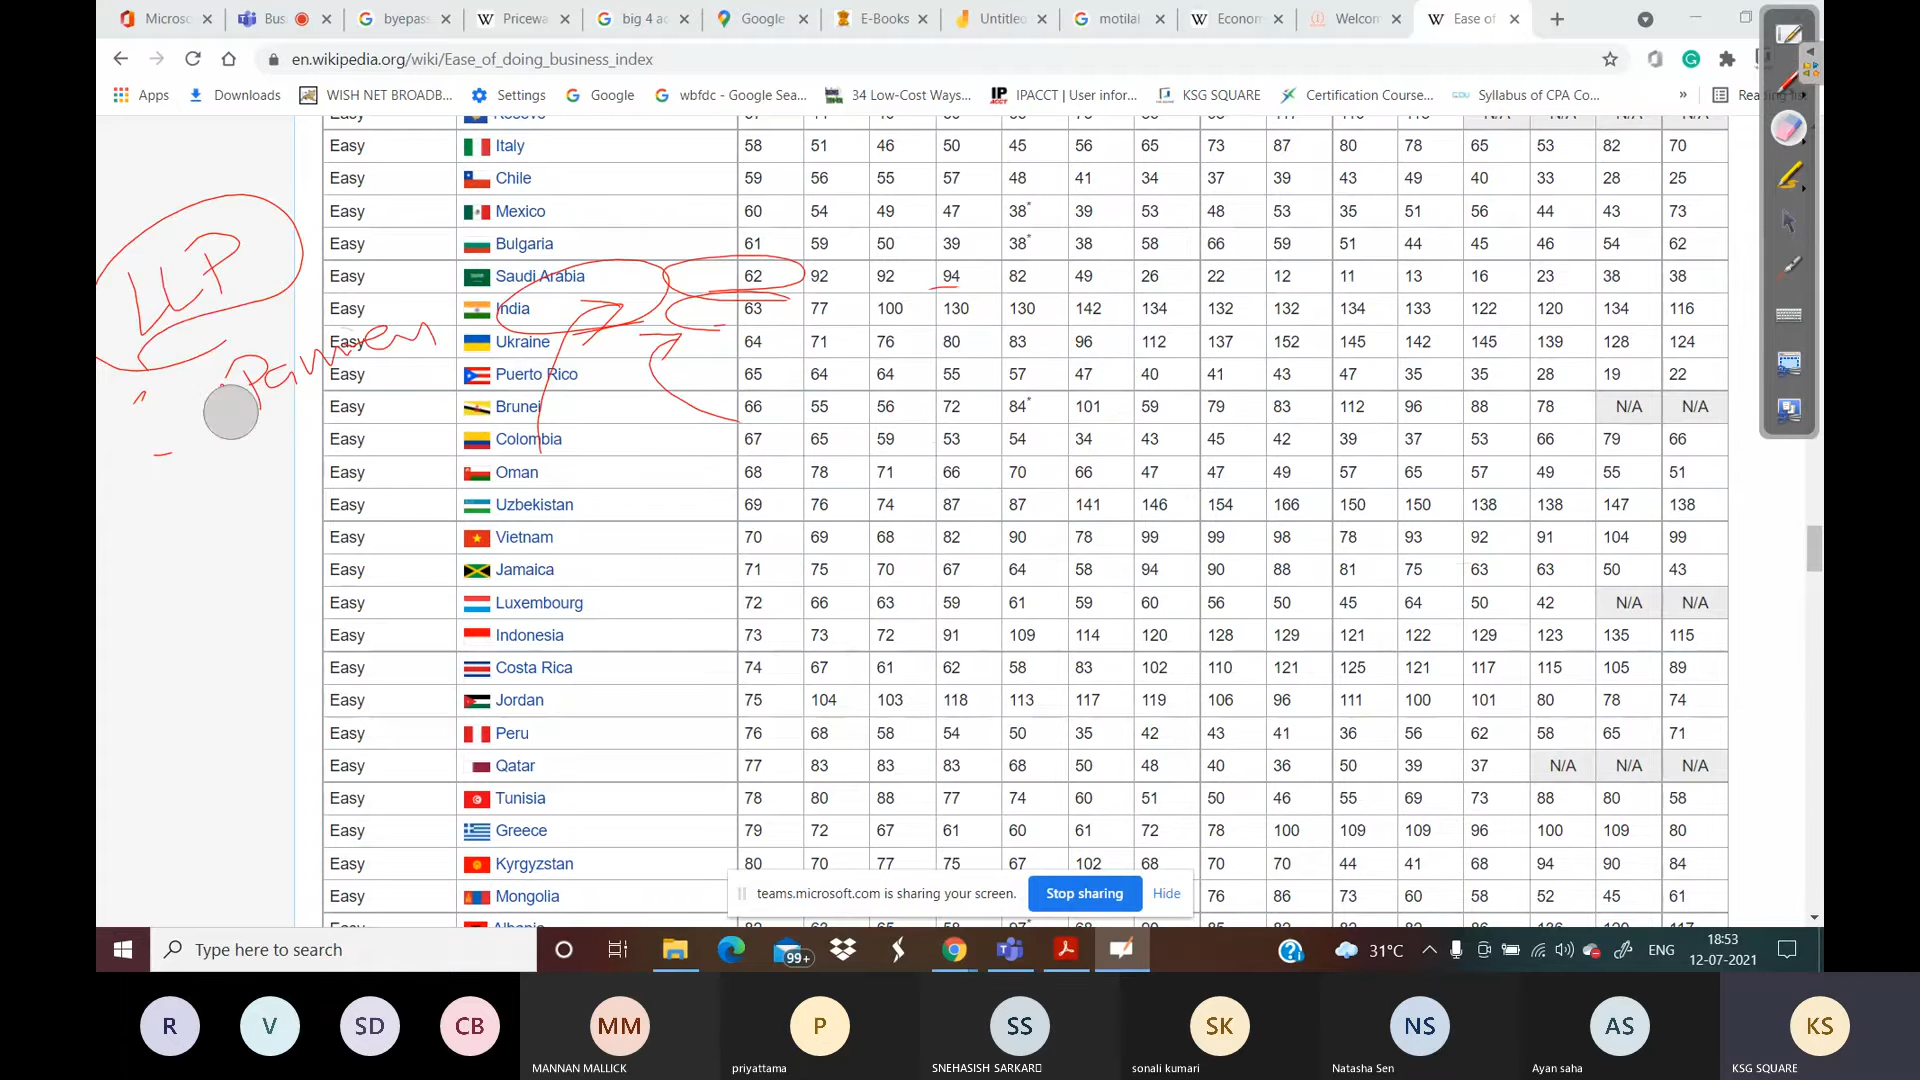 Microsc
Bus
byepas
Pricewa
big 4 ac
Google
E-Books
Untitlec
motilal
Econom
Welcom
Ease of
en.wikipedia.org/wiki/Ease_of_doing_business_index
Apps
Downloads
WISH NET BROADB...
Settings
Google
wbfdc - Google Sea...
34 Low-Cost Ways...
IPACCT | User infor...
KSG SQUARE
Certification Course...
Syllabus of CPA Co...
»
Easy Italy 58 51 46 50 45 56 65 73 87 80 78 65 53 82 70
Easy Chile 59 56 55 57 48 41 34 37 39 43 49 40 33 28 25
Easy Mexico 60 54 49 47 38* 39 53 48 53 35 51 56 44 43 73
Easy Bulgaria 61 59 50 39 38* 38 58 66 59 51 44 45 46 54 62
LLP
Easy Saudi Arabia 62 92 92 94 82 49 26 22 12 11 13 16 23 38 38
Easy India 63 77 100 130 130 142 134 132 132 134 134 122 120 134 116
Easy Ukraine 64 71 76 80 83 96 112 137 152 145 142 145 139 128 124
Easy Puerto Rico 65 64 64 55 57 47 40 41 43 47 35 35 28 19 22
Easy Brunei 66 55 56 72 84* 101 59 79 83 112 96 88 78 N/A N/A
Easy Colombia 67 65 59 53 54 34 43 45 42 39 37 53 66 79 66
Easy Oman 68 78 71 66 70 66 47 47 49 57 65 57 49 55 51
Easy Uzbekistan 69 76 74 87 87 141 146 154 166 150 150 138 138 147 138
Easy Vietnam 70 69 68 82 90 78 99 99 98 78 93 92 91 104 99
Easy Jamaica 71 75 70 67 64 58 94 90 88 81 75 63 63 50 43
Easy Luxembourg 72 66 63 59 61 59 60 56 50 45 64 50 42 N/A N/A
Easy Indonesia 73 73 72 91 109 114 120 128 129 121 122 129 123 135 115
Easy Costa Rica 74 67 61 62 58 83 102 110 121 125 121 117 115 105 89
Easy Jordan 75 104 103 118 113 117 119 106 96 111 100 101 80 78 74
Easy Peru 76 68 58 54 50 35 42 43 41 36 56 62 58 65 71
Easy Qatar 77 83 83 83 68 50 48 40 36 50 39 37 N/A N/A N/A
Easy Tunisia 78 80 88 77 74 60 51 50 46 55 69 73 88 80 58
Easy Greece 79 72 67 61 60 61 72 78 100 109 109 96 100 109 80
Easy Kyrgyzstan 80 70 77 75 67 102 68 70 70 44 41 68 94 90 84
Easy Mongolia 76 86 73 60 58 52 45 61
teams.microsoft.com is sharing your screen.
Stop sharing
Hide
Type here to search
99+
31°C
ENG
18:53
12-07-2021
R
V
SD
CB
MM
P
SS
SK
NS
AS
KS
MANNAN MALLICK
priyattama
SNEHASISH SARKAR
sonali kumari
Natasha Sen
Ayan saha
KSG SQUARE